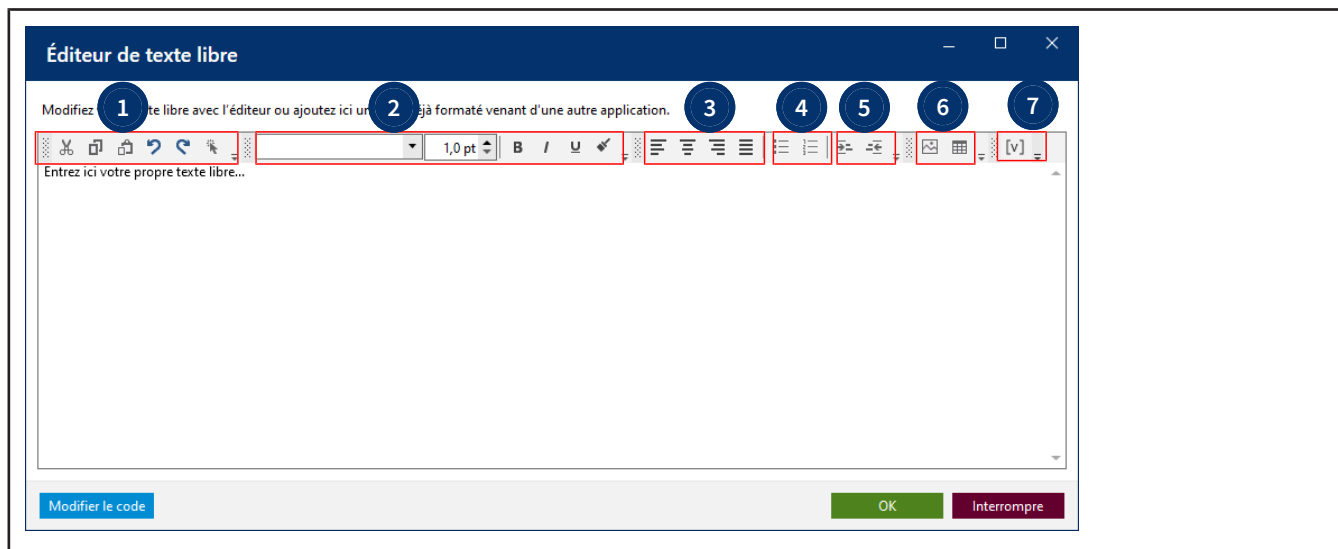 Éditeur de texte libre
1 2 3 4 5 6 7
Modifiez te libre avec l'éditeur ou ajoutez ici un éjà formaté venant d'une autre application.
1,0 pt B I U [v]
Entrez ici votre propre texte libre...
Modifier le code OK Interrompre